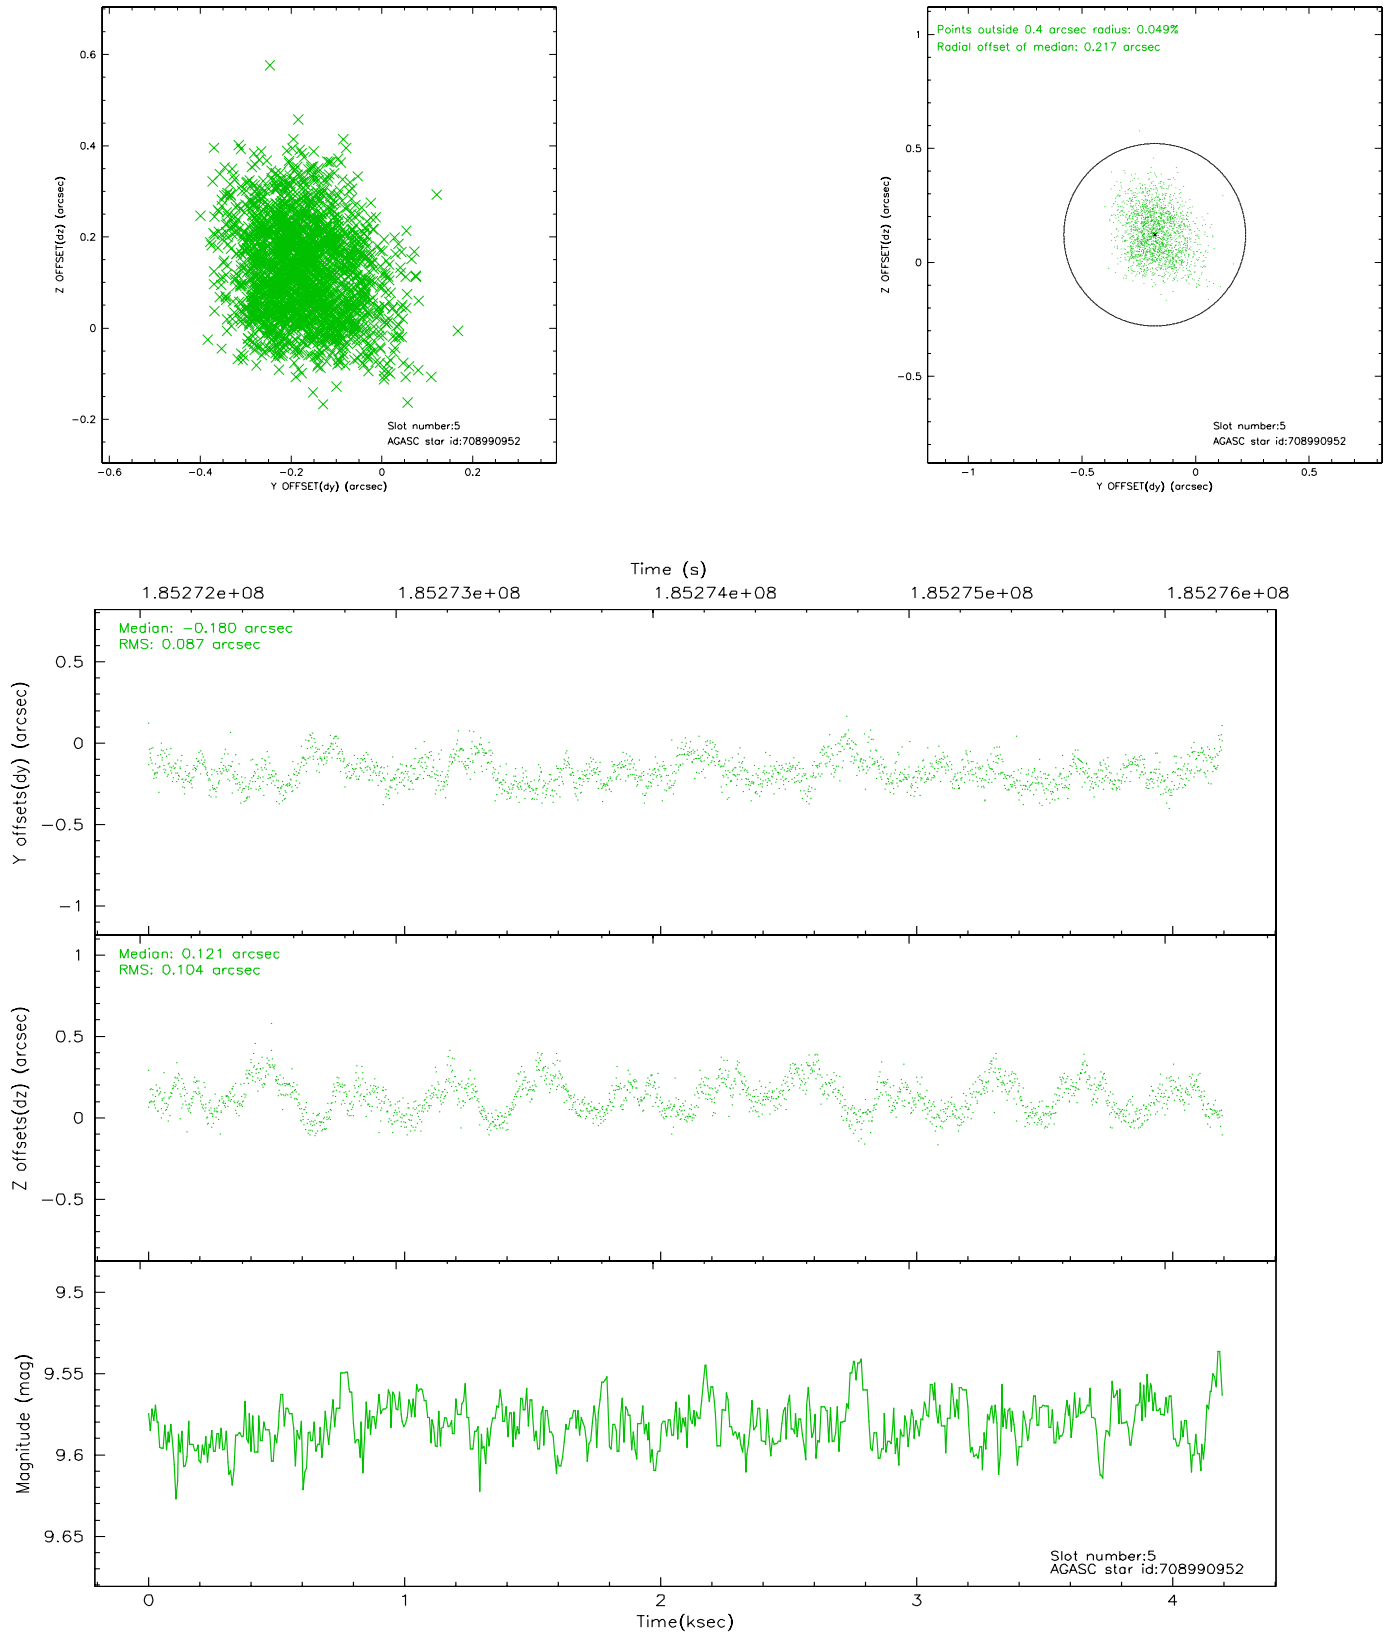 0.6
0.4
0.2
0
−0.2
Z OFFSET(dz) (arcsec)
Slot number:5
AGASC star id:708990952
−0.6 −0.4 −0.2 0 0.2
Y OFFSET(dy) (arcsec)
Points outside 0.4 arcsec radius: 0.049%
Radial offset of median: 0.217 arcsec
1
0.5
0
−0.5
Z OFFSET(dz) (arcsec)
Slot number:5
AGASC star id:708990952
−1 −0.5 0 0.5
Y OFFSET(dy) (arcsec)
Time (s)
1.85272e+08 1.85273e+08 1.85274e+08 1.85275e+08 1.85276e+08
Median: −0.180 arcsec
RMS: 0.087 arcsec
0.5
0
−0.5
−1
Y offsets(dy) (arcsec)
Median: 0.121 arcsec
RMS: 0.104 arcsec
1
0.5
0
−0.5
Z offsets(dz) (arcsec)
9.5
9.55
9.6
9.65
Magnitude (mag)
Slot number:5
AGASC star id:708990952
0 1 2 3 4
Time(ksec)